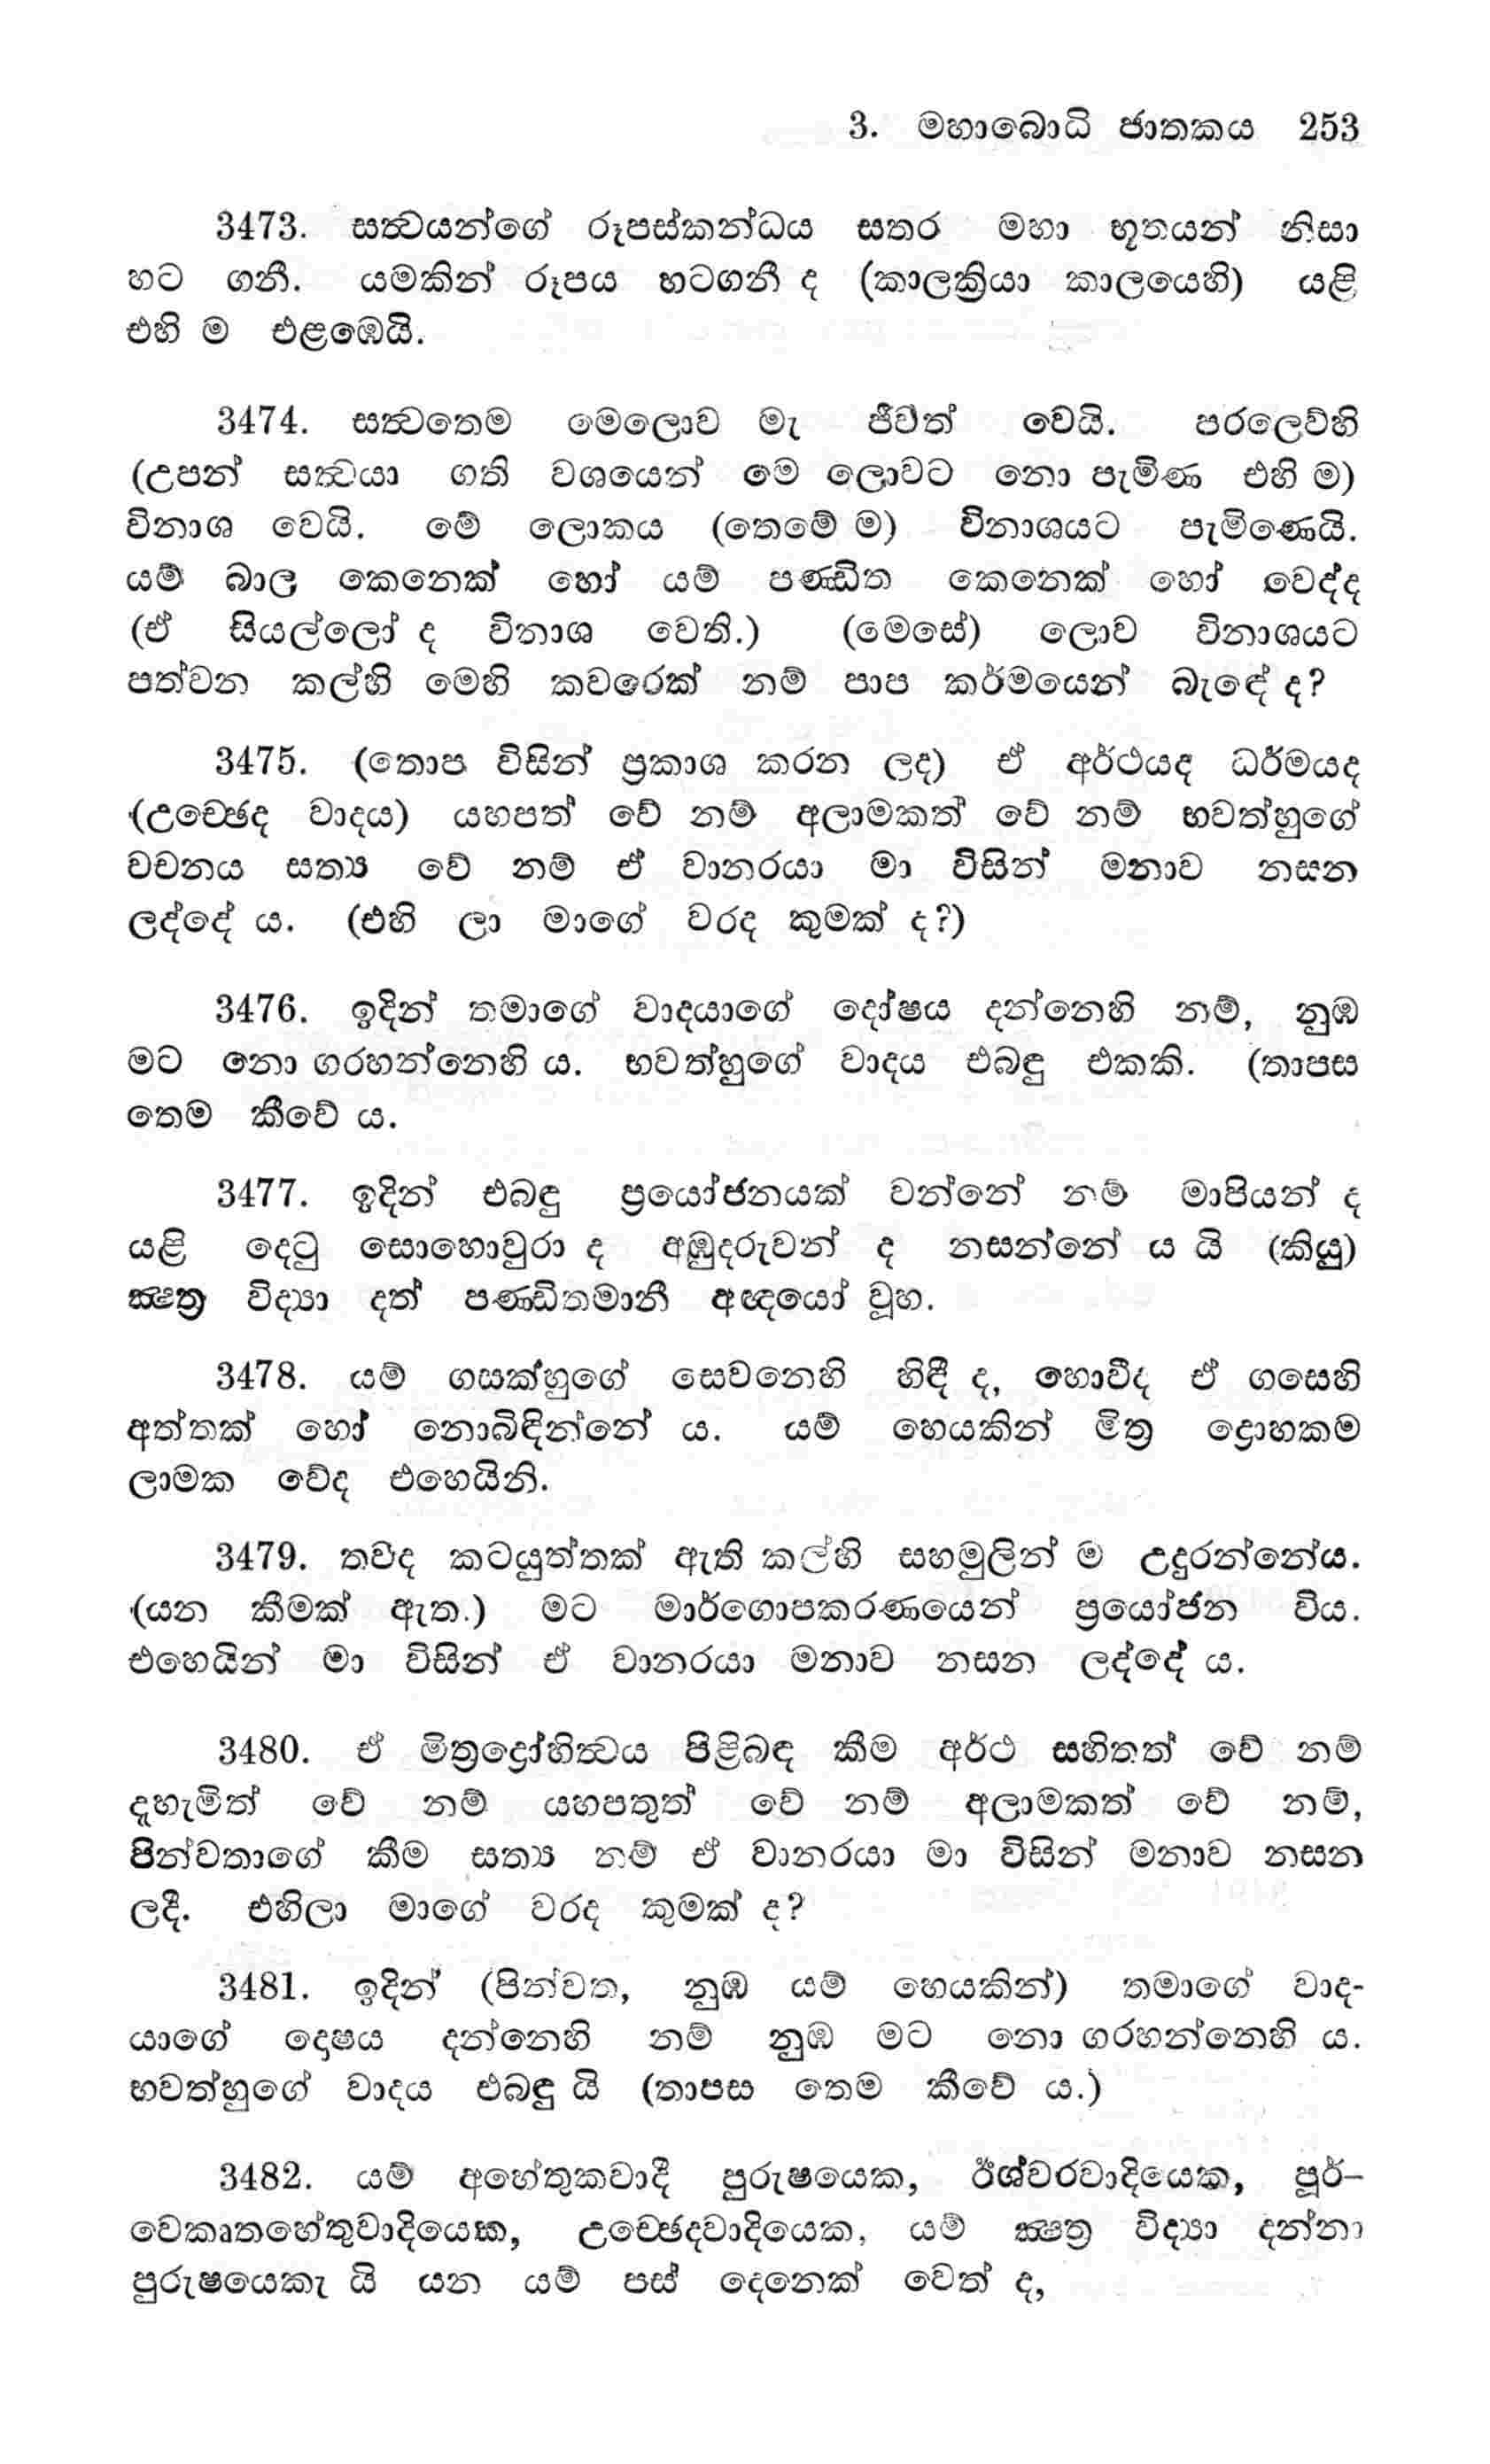 3. මහාබොධි ජාතකය 253
3473. සත්‍වයන්ගේ රූපස්කන්ධය සතර මහා භූතයන් නිසා
හට ගනී. යමකින් රූපය හටගනී ද (කාලක්‍රියා කාලයෙහි) යළි
එහි ම එළඹෙයි.
3474. සත්‍වතෙම මෙලොව මැ ජීවත් වෙයි. පරලෙව්හි
(උපන් සත්‍වයා ගති වශයෙන් මෙ ලොවට නො පැමිණ එහි ම)
විනාශ වෙයි. මේ ලොකය (තෙමේ ම) විනාශයට පැමිණෙයි.
යම් බාල කෙනෙක් හෝ යම් පණ්ඩිත කෙනෙක් හෝ වෙද්ද
(ඒ සියල්ලෝ ද විනාශ වෙති.) (මෙසේ) ලොව විනාශයට
පත්වන කල්හි මෙහි කවරෙක් නම් පාප කර්මයෙන් බැඳේ ද?
3475. (තොප විසින් ප්‍රකාශ කරන ලද) ඒ අර්ථයද ධර්මයද
(උච්ඡෙද වාදය) යහපත් වේ නම් අලාමකත් වේ නම් භවත්හුගේ
වචනය සත්‍ය වේ නම් ඒ වානරයා මා විසින් මනාව නසන
ලද්දේ ය. (එහි ලා මාගේ වරද කුමක් ද?)
3476. ඉදින් තමාගේ වාදයාගේ දෝෂය දන්නෙහි නම්, නුඹ
මට නො ගරහන්නෙහි ය. භවත්හුගේ වාදය එබඳු එකකි. (තාපස
තෙම කීවේ ය.
3477. ඉදින් එබඳු ප්‍රයෝජනයක් වන්නේ නම් මාපියන් ද
යළි දෙටු සොහොවුරා ද අඹුදරුවන් ද නසන්නේ ය යි (කියු)
ක්‍ෂත්‍ර විද්‍යා දත් පණ්ඩිතමානී අඥයෝ වූහ.
3478. යම් ගසක්හුගේ සෙවනෙහි හිඳී ද, හොවීද ඒ ගසෙහි
අත්තක් හෝ නොබිඳින්නේ ය. යම් හෙයකින් මිත්‍ර ද්‍රොහකම
ලාමක වේද එහෙයිනි.
3479. තවද කටයුත්තක් ඇති කල්හි සහමුලින් ම උදුරන්නේය.
(යන කීමක් ඇත.) මට මාර්ගොපකරණයෙන් ප්‍රයෝජන විය.
එහෙයින් මා විසින් ඒ වානරයා මනාව නසන ලද්දේ ය.
3480. ඒ මිත්‍රද්‍රෝහිත්‍වය පිළිබඳ කීම අර්ථ සහිතත් වේ නම්
දැහැමිත් වේ නම් යහපතුත් වේ නම් අලාමකත් වේ නම්,
පින්වතාගේ කීම සත්‍ය නම් ඒ වානරයා මා විසින් මනාව නසන
ලදී. එහිලා මාගේ වරද කුමක් ද?
3481. ඉදින් (පින්වත, නුඹ යම් හෙයකින්) තමාගේ වාද-
යාගේ දොෂය දන්නෙහි නම් නුඹ මට නො ගරහන්නෙහි ය.
භවත්හුගේ වාදය එබඳු යි (තාපස තෙම කීවේ ය.)
3482. යම් අහේතුකවාදී පුරුෂයෙක, ඊශ්වරවාදියෙක, පූර්–
වෙකෘතහේතුවාදියෙක, උච්ඡෙදවාදියෙක, යම් ක්‍ෂත්‍ර විද්‍යා දන්නා
පුරුෂයෙකැ යි යන යම් පස් දෙනෙක් වෙත් ද,